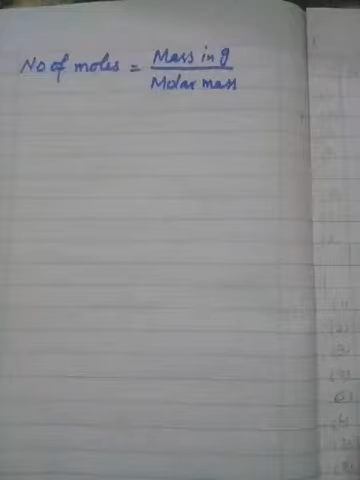 No of moles = Mass in g
Molar mass